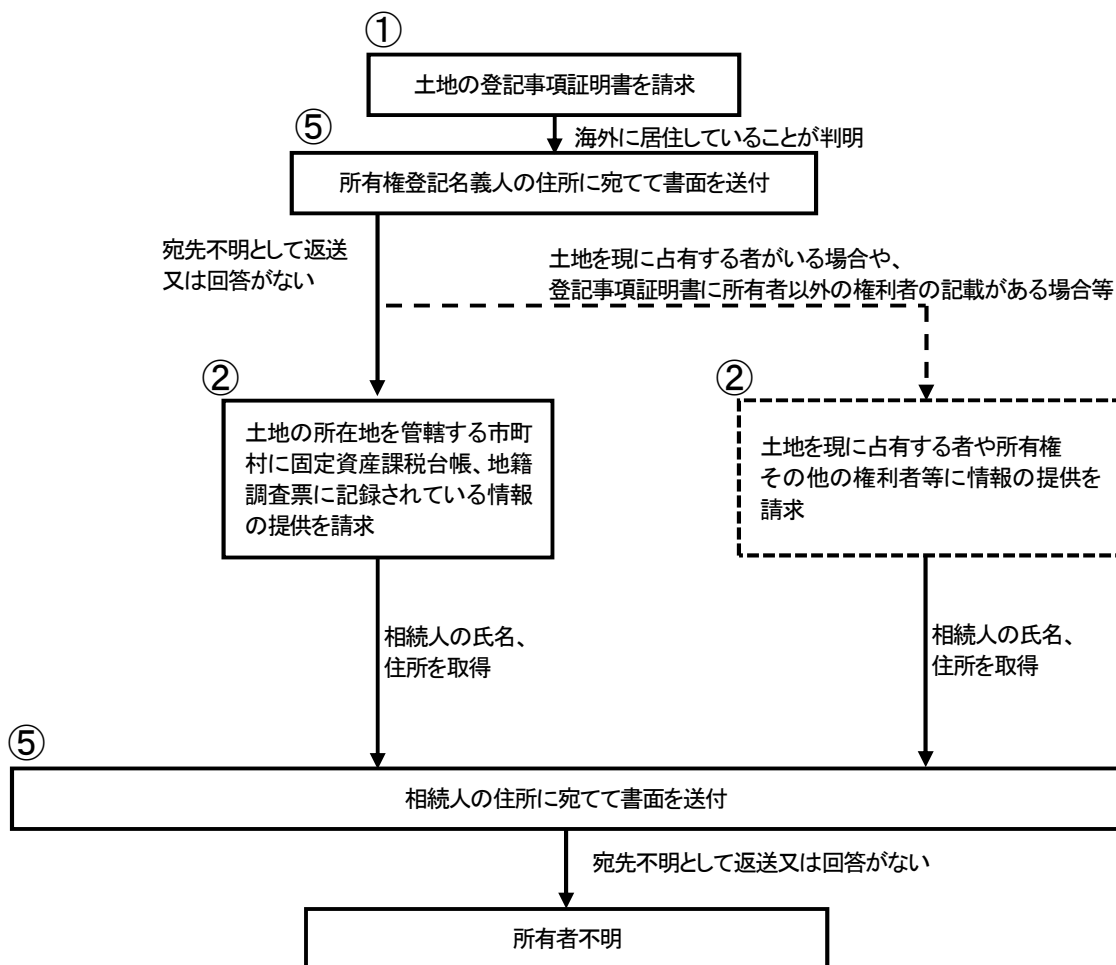 ①
土地の登記事項証明書を請求
海外に居住していることが判明
⑤
所有権登記名義人の住所に宛てて書面を送付
宛先不明として返送
又は回答がない
土地を現に占有する者がいる場合や、
登記事項証明書に所有者以外の権利者の記載がある場合等
②
土地の所在地を管轄する市町
村に固定資産課税台帳、地籍
調査票に記録されている情報
の提供を請求
②
土地を現に占有する者や所有権
その他の権利者等に情報の提供を
請求
相続人の氏名、
住所を取得
相続人の氏名、
住所を取得
⑤
相続人の住所に宛てて書面を送付
宛先不明として返送又は回答がない
所有者不明